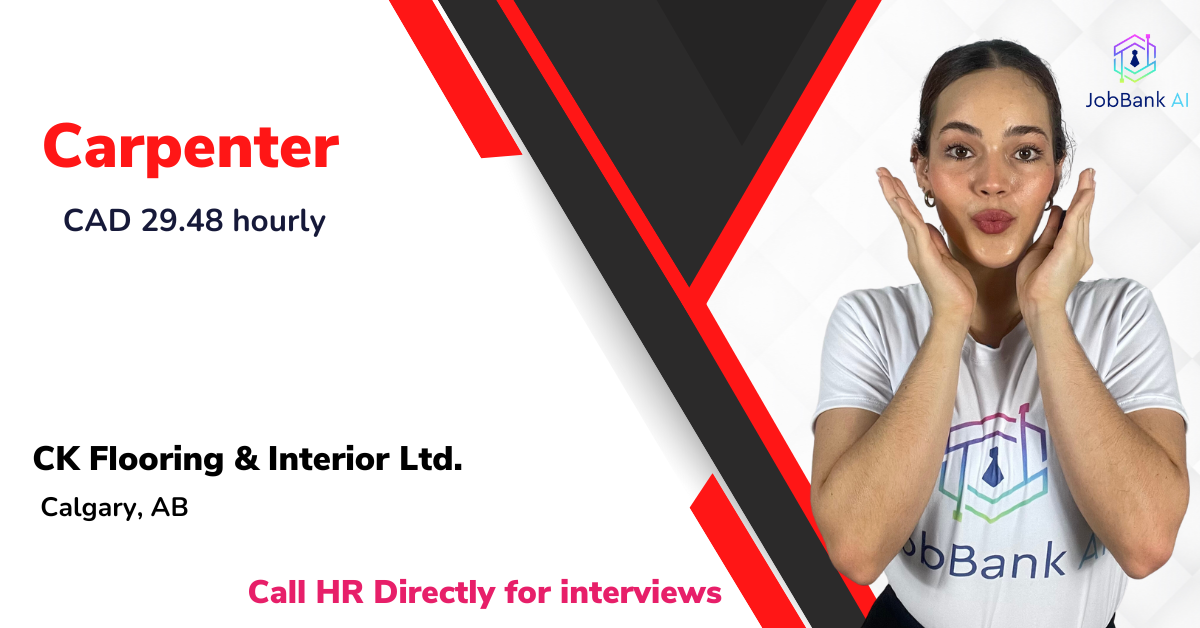 JobBank AI
Carpenter
CAD 29.48 hourly
CK Flooring & Interior Ltd.
Calgary, AB
Call HR Directly for interviews
JobBank AI